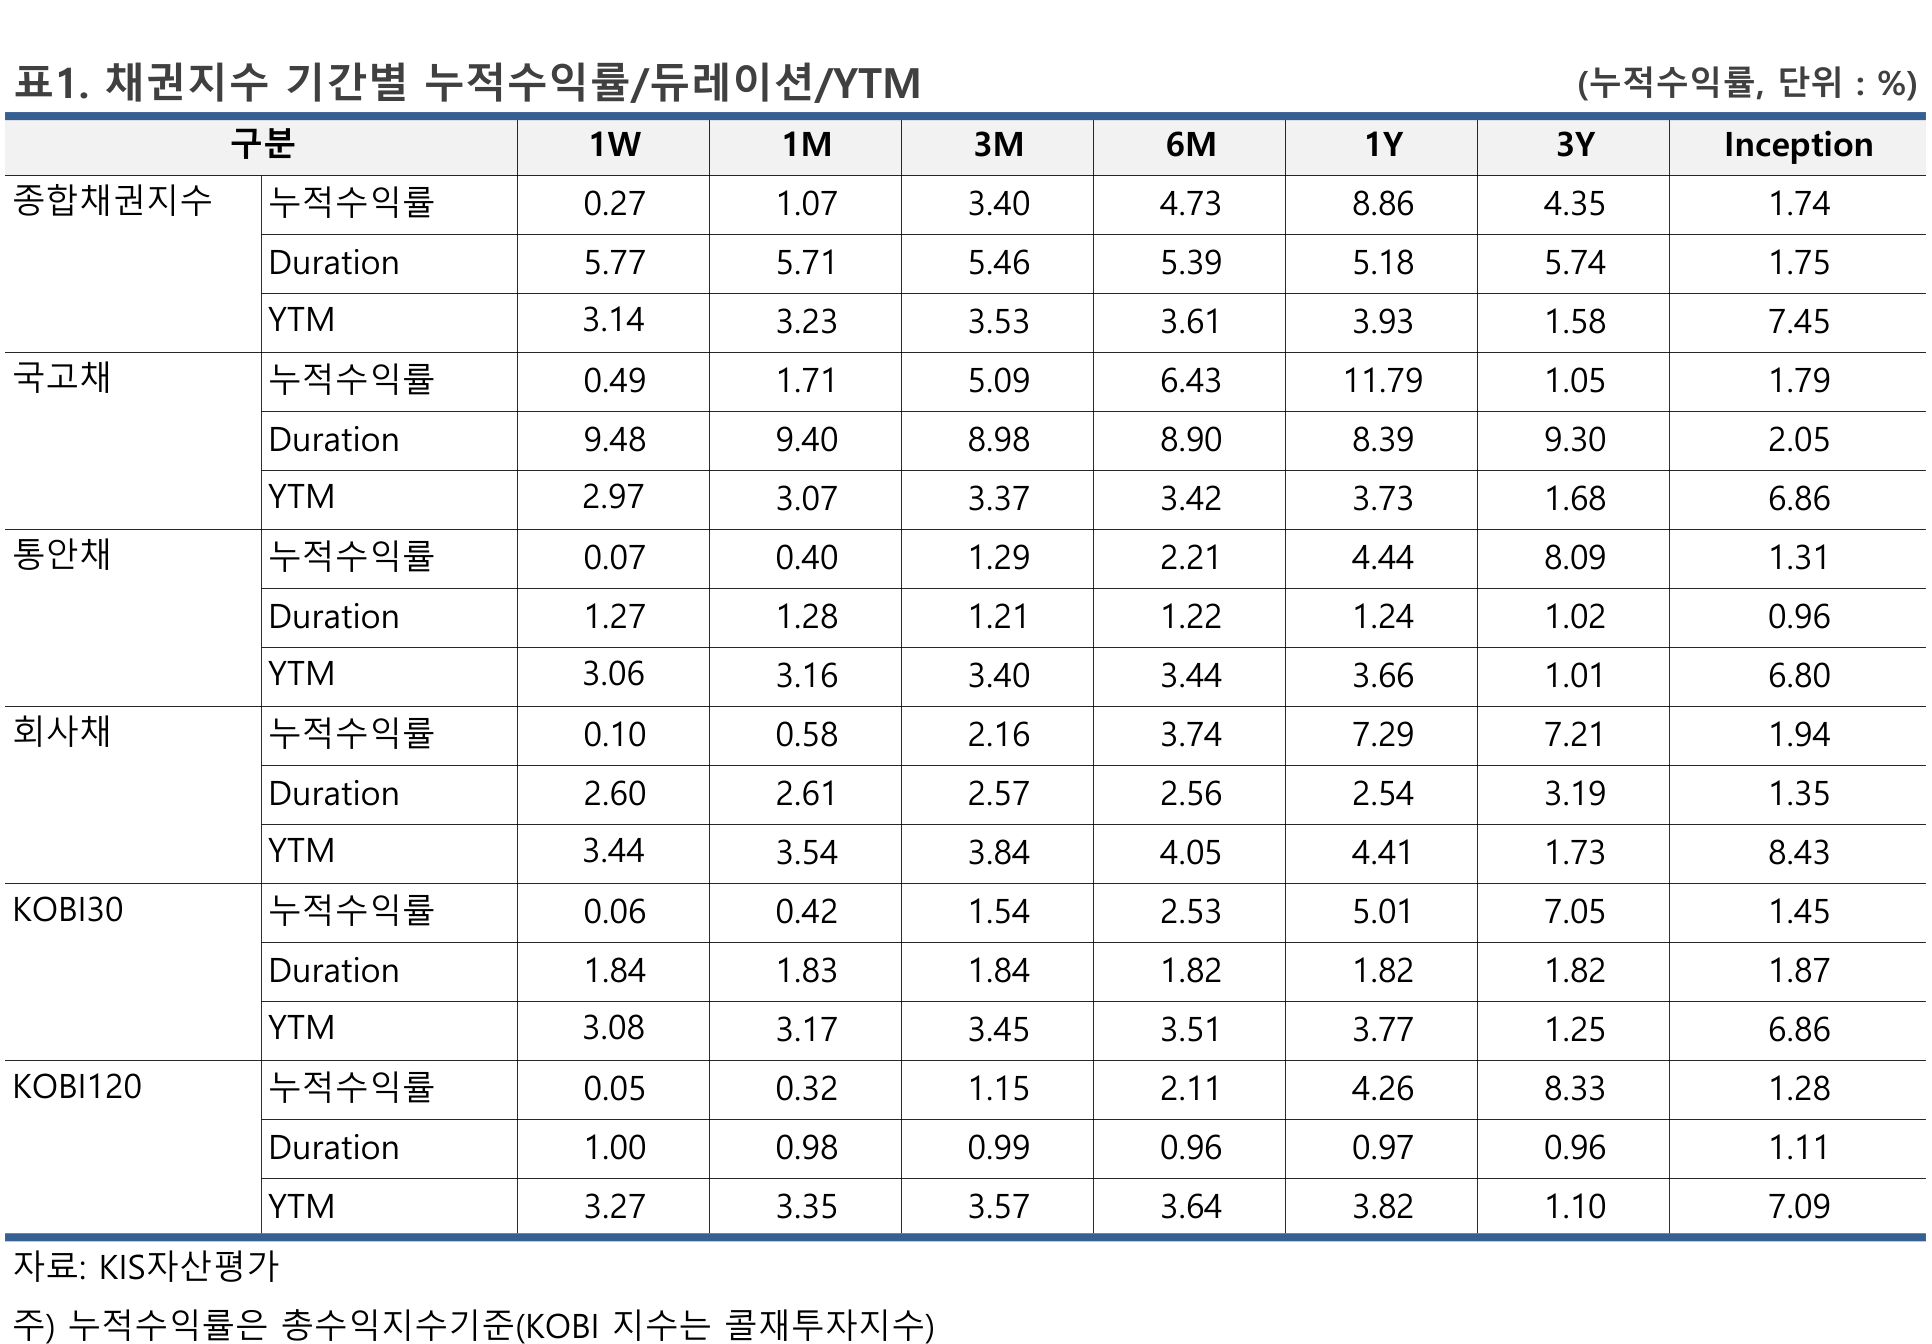 표1. 채권지수 기간별 누적수익률/듀레이션/YTM (누적수익률, 단위 : %)
구분 1W 1M 3M 6M 1Y 3Y Inception
종합채권지수 누적수익률 0.27 1.07 3.40 4.73 8.86 4.35 1.74
Duration 5.77 5.71 5.46 5.39 5.18 5.74 1.75
YTM 3.14 3.23 3.53 3.61 3.93 1.58 7.45
국고채 누적수익률 0.49 1.71 5.09 6.43 11.79 1.05 1.79
Duration 9.48 9.40 8.98 8.90 8.39 9.30 2.05
YTM 2.97 3.07 3.37 3.42 3.73 1.68 6.86
통안채 누적수익률 0.07 0.40 1.29 2.21 4.44 8.09 1.31
Duration 1.27 1.28 1.21 1.22 1.24 1.02 0.96
YTM 3.06 3.16 3.40 3.44 3.66 1.01 6.80
회사채 누적수익률 0.10 0.58 2.16 3.74 7.29 7.21 1.94
Duration 2.60 2.61 2.57 2.56 2.54 3.19 1.35
YTM 3.44 3.54 3.84 4.05 4.41 1.73 8.43
KOBI30 누적수익률 0.06 0.42 1.54 2.53 5.01 7.05 1.45
Duration 1.84 1.83 1.84 1.82 1.82 1.82 1.87
YTM 3.08 3.17 3.45 3.51 3.77 1.25 6.86
KOBI120 누적수익률 0.05 0.32 1.15 2.11 4.26 8.33 1.28
Duration 1.00 0.98 0.99 0.96 0.97 0.96 1.11
YTM 3.27 3.35 3.57 3.64 3.82 1.10 7.09
자료: KIS자산평가
주) 누적수익률은 총수익지수기준(KOBI 지수는 콜재투자지수)